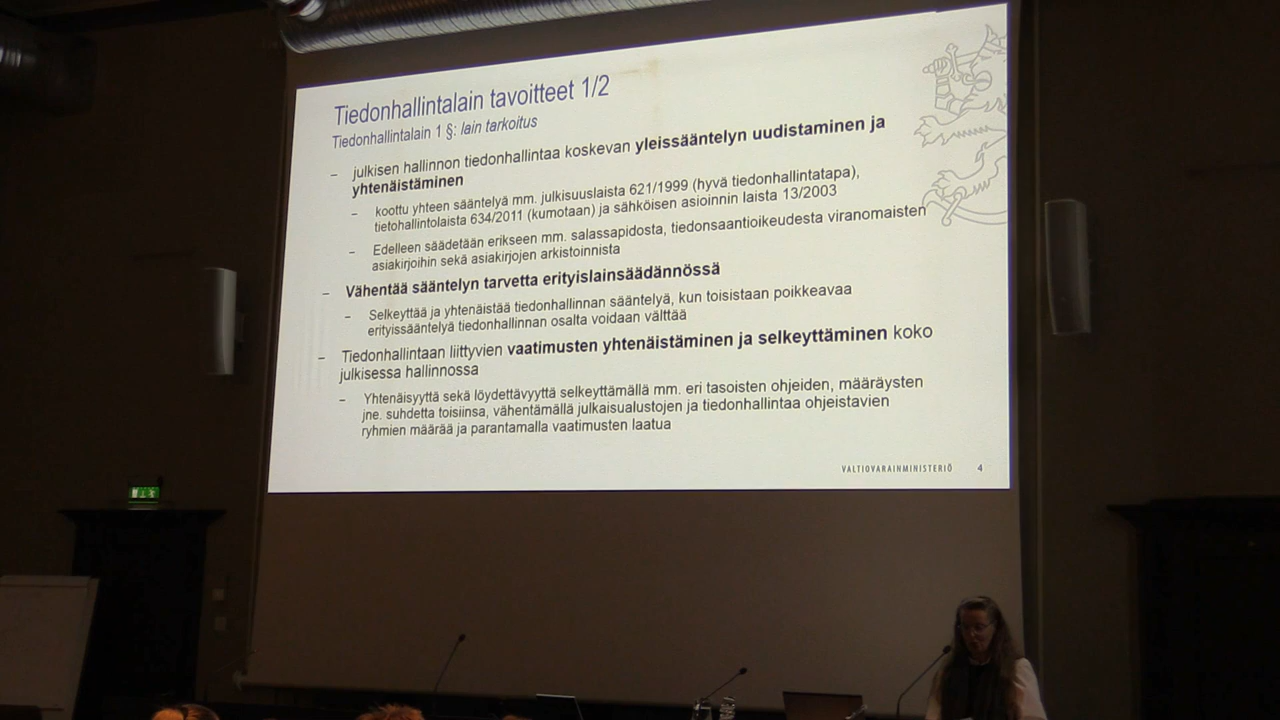 Tiedonhallintalain tavoitteet 1/2
Tiedonhallintalain 1 §: lain tarkoitus
– julkisen hallinnon tiedonhallintaa koskevan yleissääntelyn uudistaminen ja
yhtenäistäminen
– koottu yhteen sääntelyä mm. julkisuuslaista 621/1999 (hyvä tiedonhallintatapa),
tietohallintolaista 634/2011 (kumotaan) ja sähköisen asioinnin laista 13/2003
– Edelleen säädetään erikseen mm. salassapidosta, tiedonsaantioikeudesta viranomaisten
asiakirjoihin sekä asiakirjojen arkistoinnista
– Vähentää sääntelyn tarvetta erityislainsäädännössä
– Selkeyttää ja yhtenäistää tiedonhallinnan sääntelyä, kun toisistaan poikkeavaa
erityissääntelyä tiedonhallinnan osalta voidaan välttää
– Tiedonhallintaan liittyvien vaatimusten yhtenäistäminen ja selkeyttäminen koko
julkisessa hallinnossa
– Yhtenäisyyttä sekä löydettävyyttä selkeyttämällä mm. eri tasoisten ohjeiden, määräysten
jne. suhdetta toisiinsa, vähentämällä julkaisualustojen ja tiedonhallintaa ohjeistavien
ryhmien määrää ja parantamalla vaatimusten laatua
VALTIOVARAINMINISTERIÖ 4